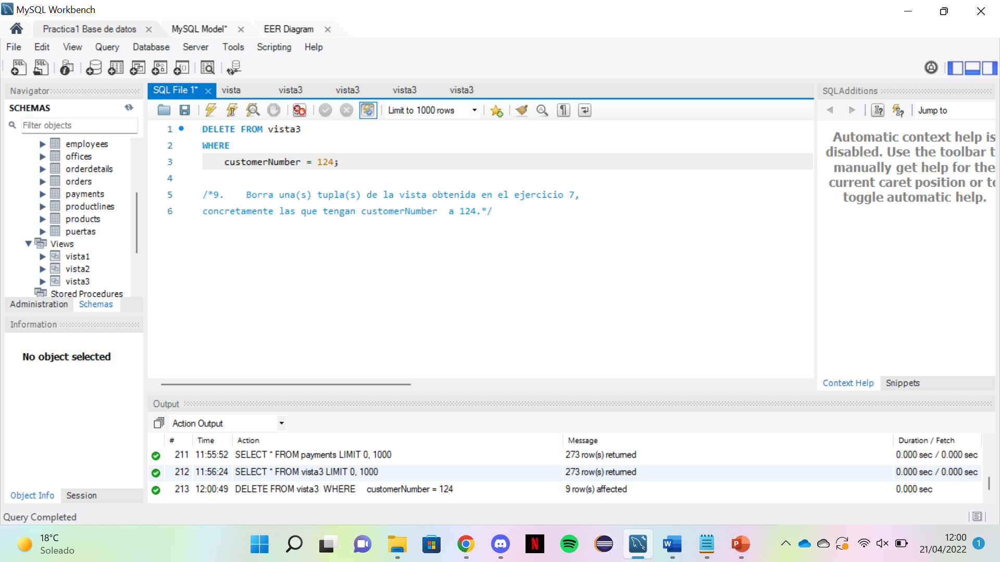 MySQL Workbench
Practica1 Base de datos
MySQL Model*
EER Diagram
File Edit View Query Database Server Tools Scripting Help
Navigator
SCHEMAS
Filter objects
employees
offices
orderdetails
orders
payments
productlines
products
puertas
Views
vista1
vista2
vista3
Stored Procedures
Administration Schemas
Information
No object selected
Object Info Session
SQL File 1* vista vista3 vista3 vista3 vista3
Limit to 1000 rows
1 DELETE FROM vista3
2 WHERE
3 customerNumber = 124;
4
5 /*9. Borra una(s) tupla(s) de la vista obtenida en el ejercicio 7,
6 concretamente las que tengan customerNumber a 124.*/
SQLAdditions
Jump to
Automatic context help is
disabled. Use the toolbar t
manually get help for the
current caret position or to
toggle automatic help.
Context Help Snippets
Output
Action Output
# Time Action Message Duration / Fetch
211 11:55:52 SELECT * FROM payments LIMIT 0, 1000 273 row(s) returned 0.000 sec / 0.000 sec
212 11:56:24 SELECT * FROM vista3 LIMIT 0, 1000 273 row(s) returned 0.000 sec / 0.000 sec
213 12:00:49 DELETE FROM vista3 WHERE customerNumber = 124 9 row(s) affected 0.000 sec
Query Completed
18°C
Soleado
12:00
21/04/2022
1